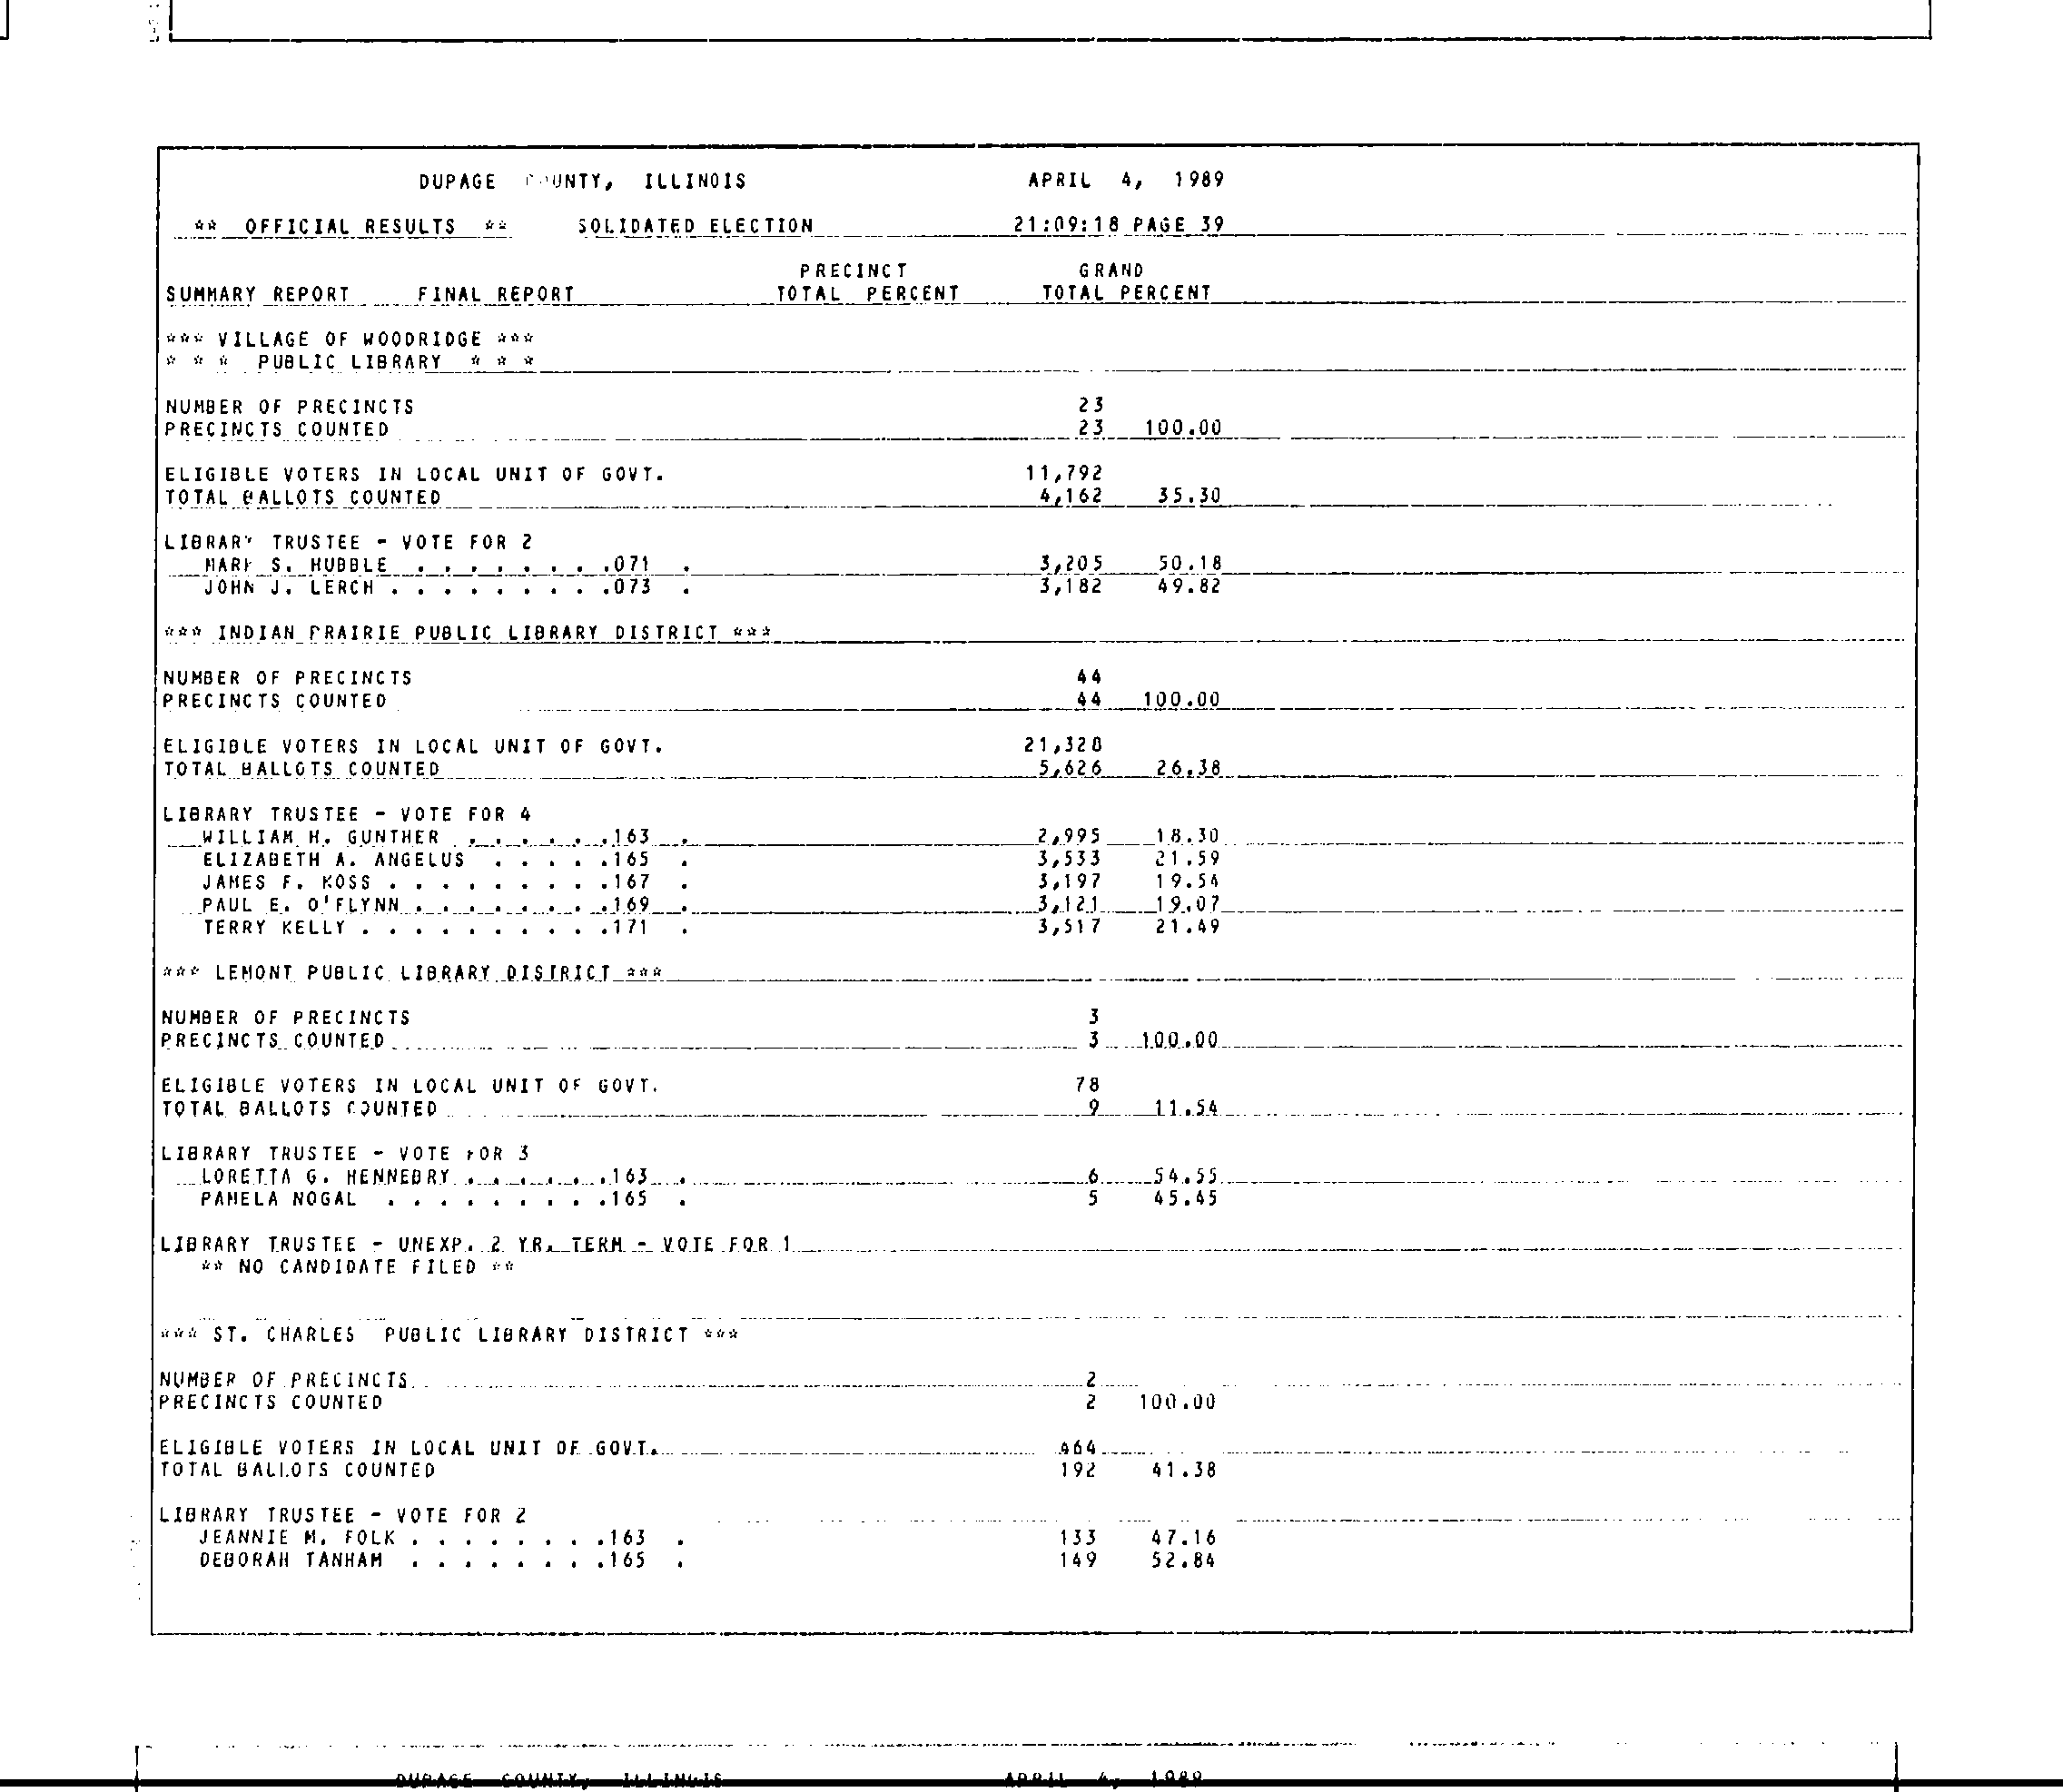 DUPAGE COUNTY, ILLINOIS APRIL 4, 1989
** OFFICIAL RESULTS ** SOLIDATED ELECTION 21:09:18 PAGE 39
PRECINCT GRAND
SUMMARY REPORT FINAL REPORT TOTAL PERCENT TOTAL PERCENT
*** VILLAGE OF WOODRIDGE ***
* * * PUBLIC LIBRARY * * *
NUMBER OF PRECINCTS 23
PRECINCTS COUNTED 23 100.00
ELIGIBLE VOTERS IN LOCAL UNIT OF GOVT. 11,792
TOTAL BALLOTS COUNTED 4,162 35.30
LIBRARY TRUSTEE - VOTE FOR 2
MARK S. HUBBLE . . . . . . . .071 . 3,205 50.18
JOHN J. LERCH . . . . . . . . .073 . 3,182 49.82
*** INDIAN PRAIRIE PUBLIC LIBRARY DISTRICT ***
NUMBER OF PRECINCTS 44
PRECINCTS COUNTED 44 100.00
ELIGIBLE VOTERS IN LOCAL UNIT OF GOVT. 21,328
TOTAL BALLOTS COUNTED 5,626 26.38
LIBRARY TRUSTEE - VOTE FOR 4
WILLIAM H. GUNTHER . . . . . .163 . 2,995 18.30
ELIZABETH A. ANGELUS . . . . .165 . 3,533 21.59
JAMES F. KOSS . . . . . . . . .167 . 3,197 19.54
PAUL E. O'FLYNN . . . . . . . .169 . 3,121 19.07
TERRY KELLY . . . . . . . . . .171 . 3,517 21.49
*** LEMONT PUBLIC LIBRARY DISTRICT ***
NUMBER OF PRECINCTS 3
PRECINCTS COUNTED 3 100.00
ELIGIBLE VOTERS IN LOCAL UNIT OF GOVT. 78
TOTAL BALLOTS COUNTED 9 11.54
LIBRARY TRUSTEE - VOTE FOR 3
LORETTA G. HENNEBRY . . . . . .163 . 6 54.55
PAMELA NOGAL . . . . . . . . .165 . 5 45.45
LIBRARY TRUSTEE - UNEXP. 2 YR. TERM - VOTE FOR 1
** NO CANDIDATE FILED **
*** ST. CHARLES PUBLIC LIBRARY DISTRICT ***
NUMBER OF PRECINCTS 2
PRECINCTS COUNTED 2 100.00
ELIGIBLE VOTERS IN LOCAL UNIT OF GOVT. 464
TOTAL BALLOTS COUNTED 192 41.38
LIBRARY TRUSTEE - VOTE FOR 2
JEANNIE M. FOLK . . . . . . . .163 . 133 47.16
DEBORAH TANHAM . . . . . . . .165 . 149 52.84
DUPAGE COUNTY, ILLINOIS APRIL 4, 1989